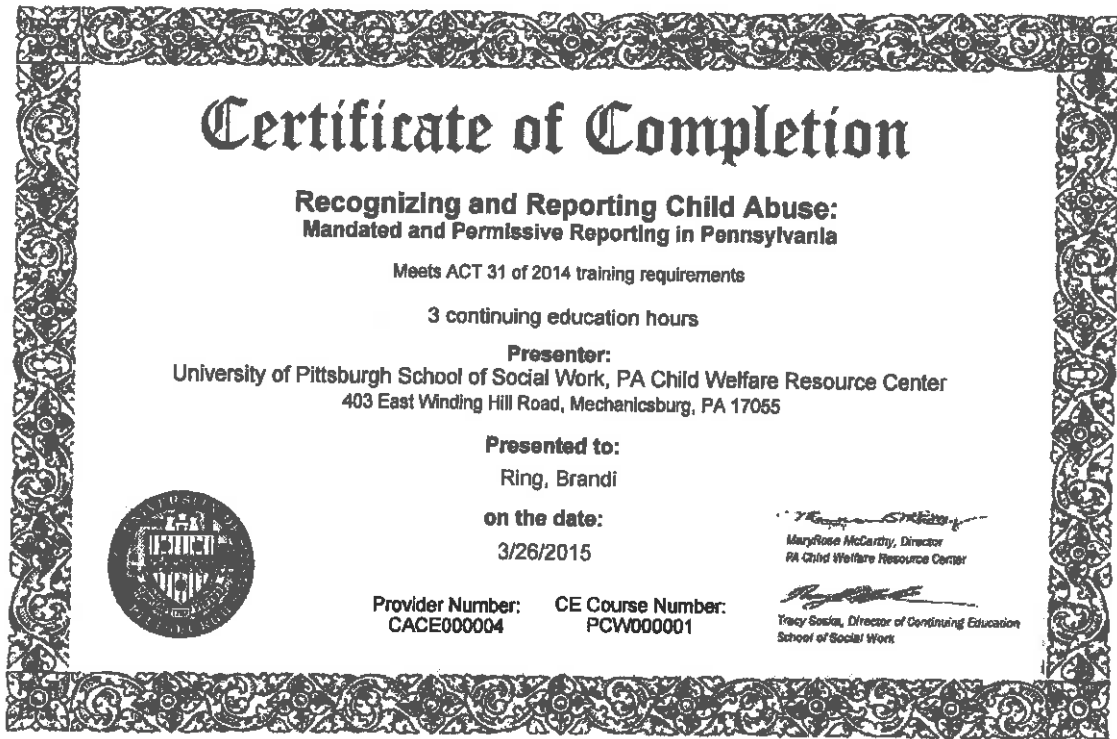 Certificate of Completion
Recognizing and Reporting Child Abuse:
Mandated and Permissive Reporting in Pennsylvania
Meets ACT 31 of 2014 training requirements
3 continuing education hours
Presenter:
University of Pittsburgh School of Social Work, PA Child Welfare Resource Center
403 East Winding Hill Road, Mechanicsburg, PA 17055
Presented to:
Ring, Brandi
on the date:
3/26/2015
MaryRose McCarthy, Director
PA Child Welfare Resource Center
Provider Number:
CACE000004
CE Course Number:
PCW000001
Tracy Soska, Director of Continuing Education
School of Social Work
UNIVERSITY OF